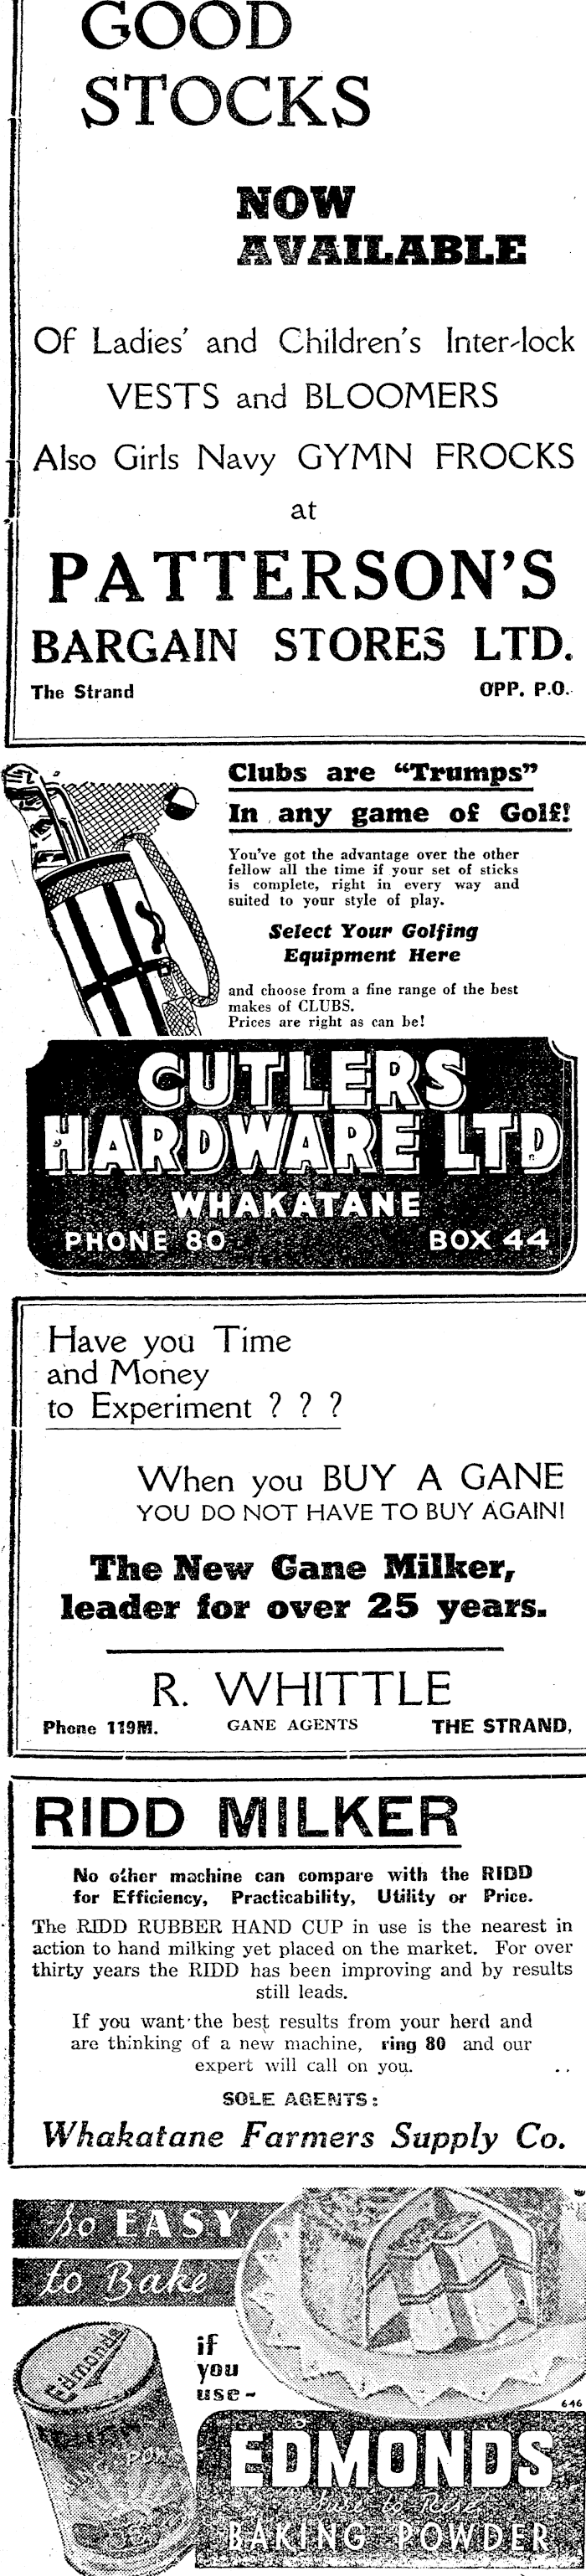 GOOD
STOCKS
NOW
AVAILABLE
Of Ladies' and Children's Inter-lock
VESTS and BLOOMERS
Also Girls Navy GYMN FROCKS
at
PATTERSON'S
BARGAIN STORES LTD.
The Strand OPP. P.O.
Clubs are “Trumps”
In any game of Golf!
You've got the advantage over the other
fellow all the time if your set of sticks
is complete, right in every way and
suited to your style of play.
Select Your Golfing
Equipment Here
and choose from a fine range of the best
makes of CLUBS.
Prices are right as can be!
CUTLERS
HARDWARE LTD
WHAKATANE
PHONE 80 BOX 44
Have you Time
and Money
to Experiment ? ? ?
When you BUY A GANE
YOU DO NOT HAVE TO BUY AGAIN!
The New Gane Milker,
leader for over 25 years.
R. WHITTLE
Phone 119M. GANE AGENTS THE STRAND,
RIDD MILKER
No other machine can compare with the RIDD
for Efficiency, Practicability, Utility or Price.
The RIDD RUBBER HAND CUP in use is the nearest in
action to hand milking yet placed on the market. For over
thirty years the RIDD has been improving and by results
still leads.
If you want the best results from your herd and
are thinking of a new machine, ring 80 and our
expert will call on you.
SOLE AGENTS:
Whakatane Farmers Supply Co.
So EASY
to Bake
if
you
use-
646
Edmonds
EDMONDS
Sure to Rise
BAKING POWDER